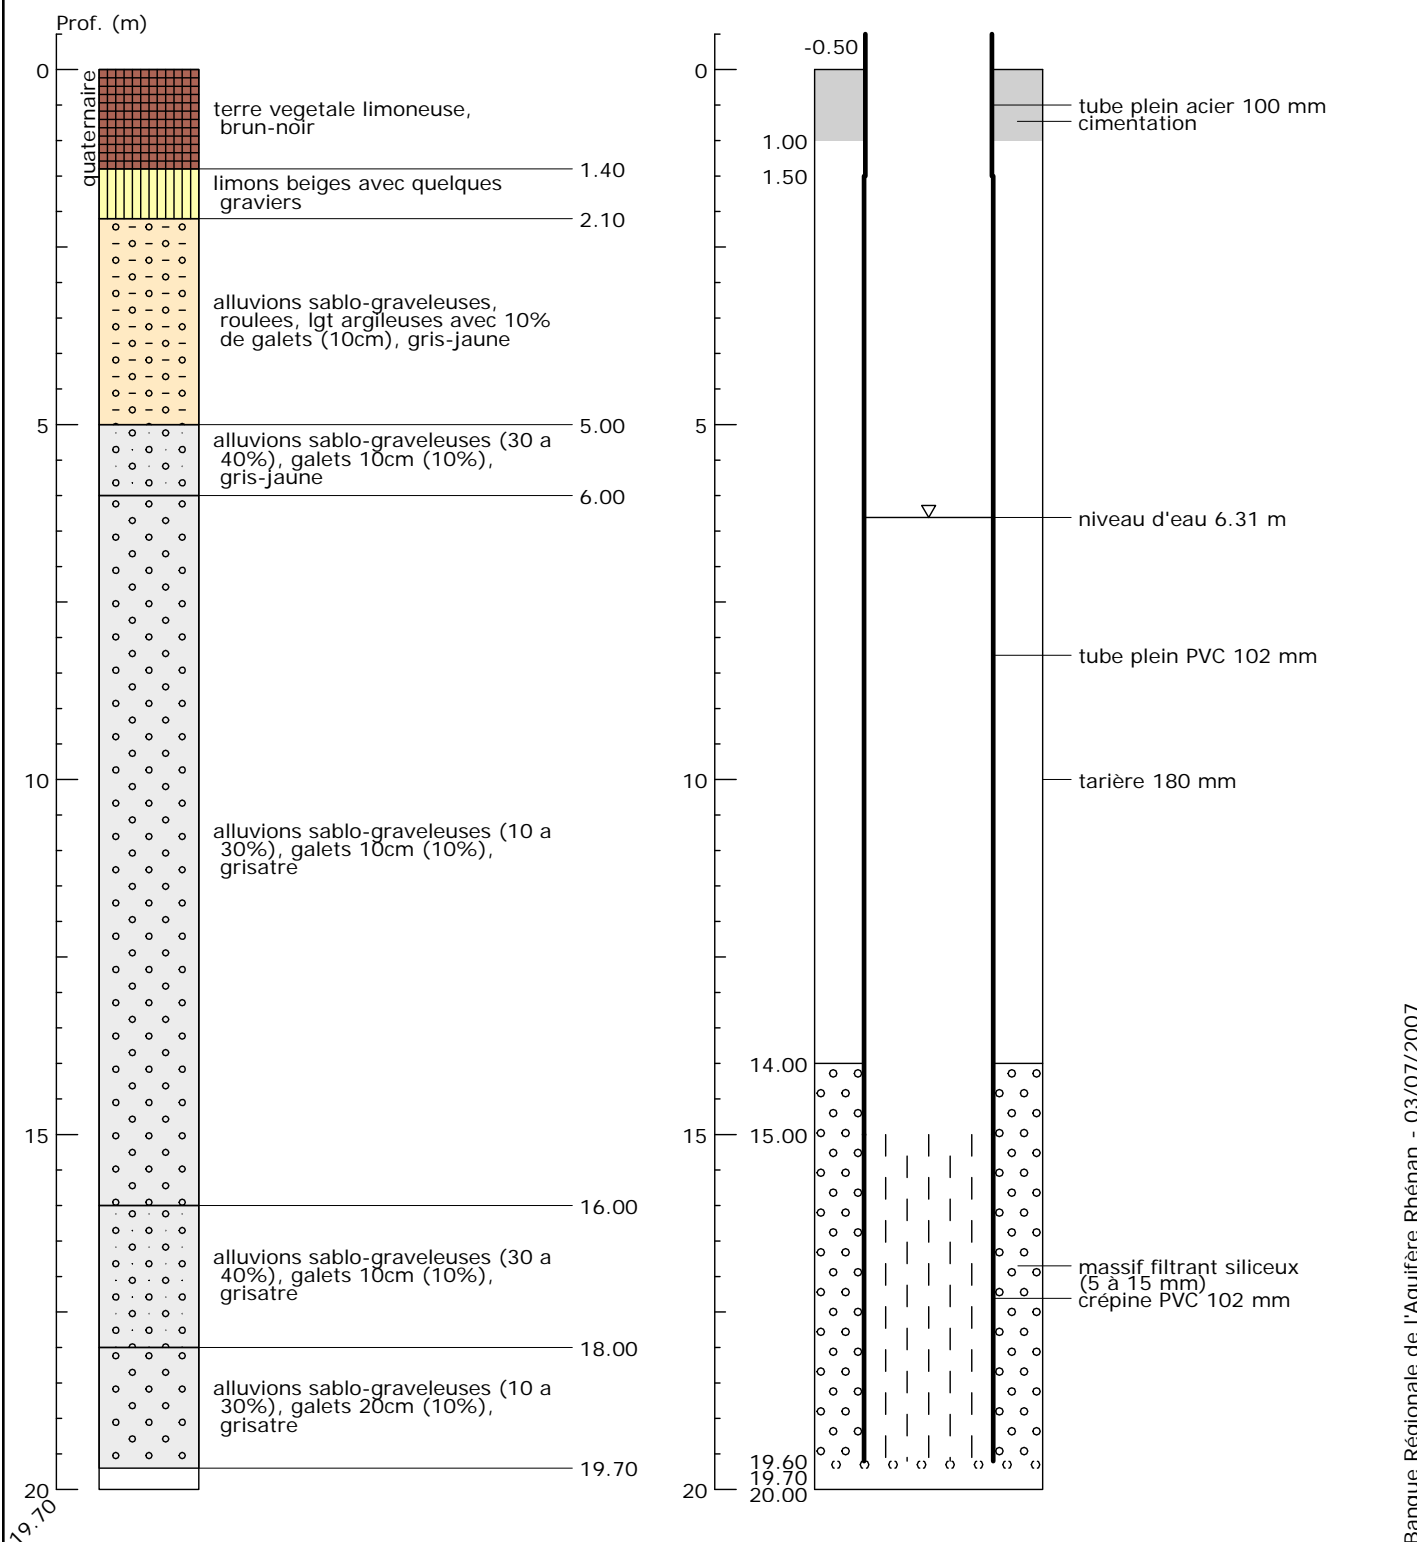 Prof. (m)
0
quaternaire
terre vegetale limoneuse,
brun-noir
1.40
limons beiges avec quelques
graviers
2.10
alluvions sablo-graveleuses,
roulees, lgt argileuses avec 10%
de galets (10cm), gris-jaune
5
5.00
alluvions sablo-graveleuses (30 a
40%), galets 10cm (10%),
gris-jaune
6.00
10
alluvions sablo-graveleuses (10 a
30%), galets 10cm (10%),
grisatre
15
16.00
alluvions sablo-graveleuses (30 a
40%), galets 10cm (10%),
grisatre
18.00
alluvions sablo-graveleuses (10 a
30%), galets 20cm (10%),
grisatre
19.70
20
19.70
-0.50
0
tube plein acier 100 mm
cimentation
1.00
1.50
5
niveau d'eau 6.31 m
tube plein PVC 102 mm
10
tarière 180 mm
14.00
15
15.00
massif filtrant siliceux
(5 à 15 mm)
crépine PVC 102 mm
19.60
19.70
20
20.00
Banque Régionale de l'Aquifère Rhénan - 03/07/2007